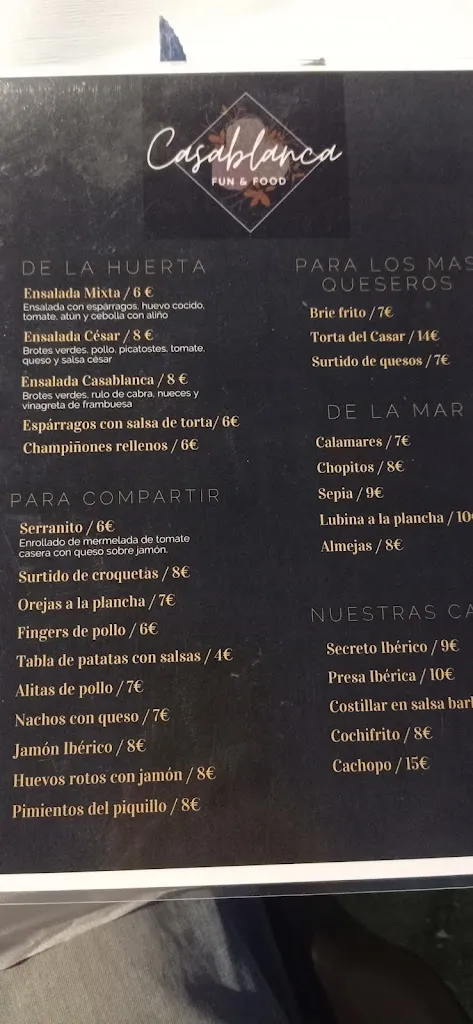 Casablanca
FUN & FOOD
DE LA HUERTA
Ensalada Mixta / 6 €
Ensalada con espárragos, huevo cocido,
tomate, atún y cebolla con aliño
Ensalada César / 8 €
Brotes verdes, pollo, picatostes, tomate,
queso y salsa césar
Ensalada Casablanca / 8 €
Brotes verdes, rulo de cabra, nueces y
vinagreta de frambuesa
Espárragos con salsa de torta/ 6€
Champiñones rellenos / 6€
PARA COMPARTIR
Serranito / 6€
Enrollado de mermelada de tomate
casera con queso sobre jamón.
Surtido de croquetas / 8€
Orejas a la plancha / 7€
Fingers de pollo / 6€
Tabla de patatas con salsas / 4€
Alitas de pollo / 7€
Nachos con queso / 7€
Jamón Ibérico / 8€
Huevos rotos con jamón / 8€
Pimientos del piquillo / 8€
PARA LOS MAS
QUESEROS
Brie frito / 7€
Torta del Casar / 14€
Surtido de quesos / 7€
DE LA MAR
Calamares / 7€
Chopitos / 8€
Sepia / 9€
Lubina a la plancha / 10
Almejas / 8€
NUESTRAS CA
Secreto Ibérico / 9€
Presa Ibérica / 10€
Costillar en salsa bar
Cochifrito / 8€
Cachopo / 15€